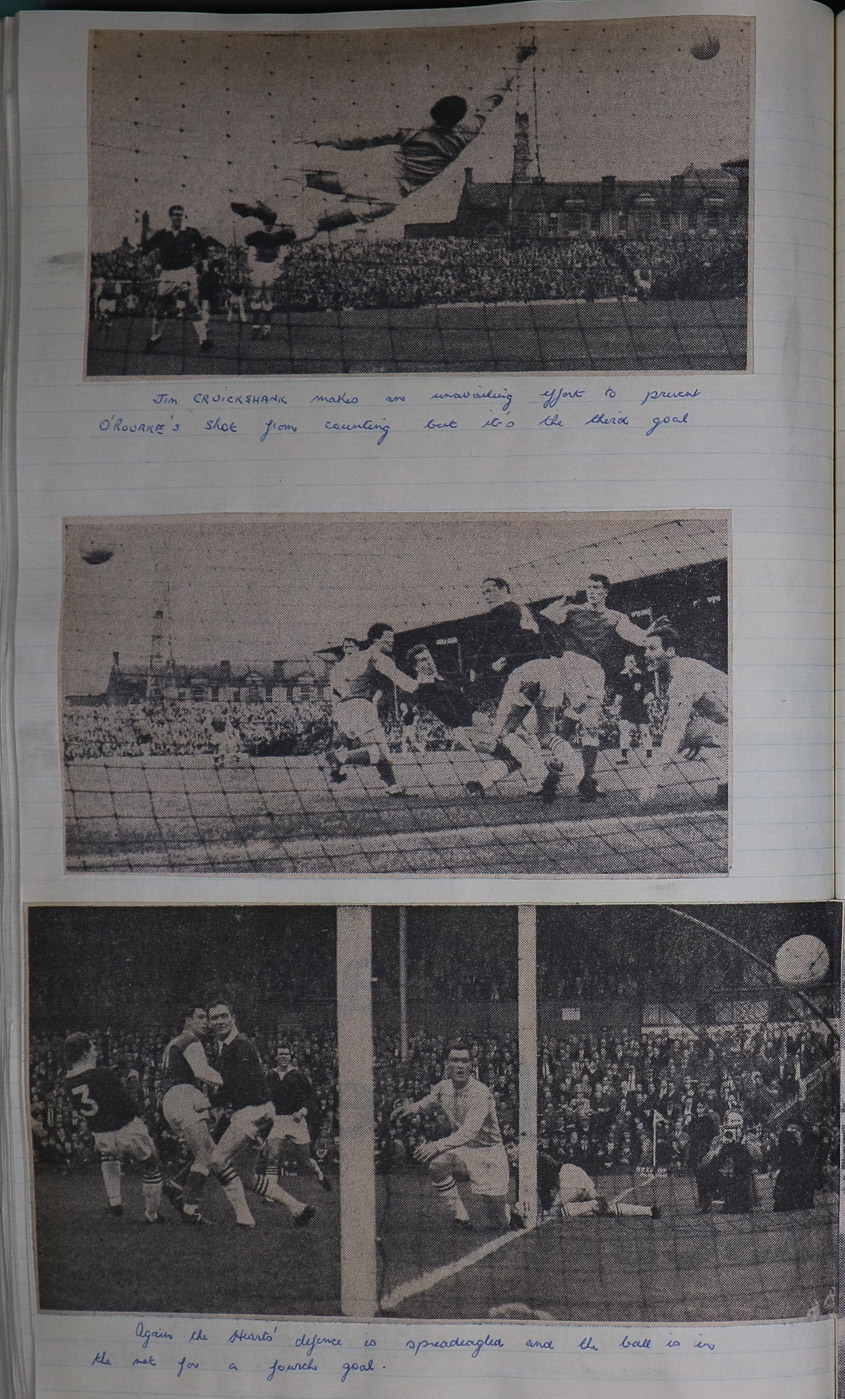 Jim CRUICKSHANK makes an unavailing effort to prevent
O'ROURKE'S shot from counting but it's the third goal
3
Again the Hearts' defence is spreadeagled and the ball is in
the net for a fourth goal.